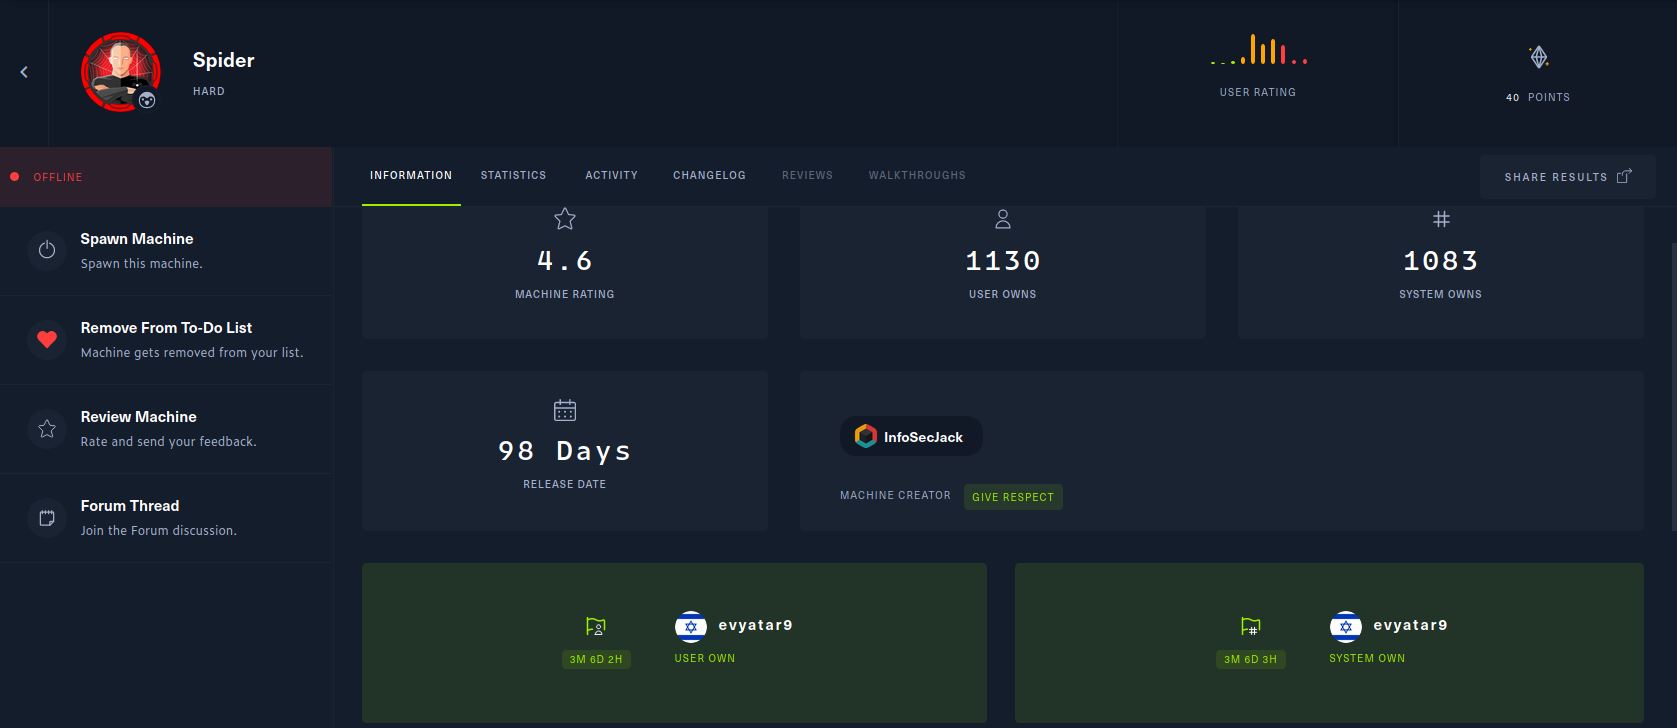 Spider
HARD
USER RATING
40 POINTS
OFFLINE
INFORMATION STATISTICS ACTIVITY CHANGELOG REVIEWS WALKTHROUGHS SHARE RESULTS
Spawn Machine
Spawn this machine.
Remove From To-Do List
Machine gets removed from your list.
Review Machine
Rate and send your feedback.
Forum Thread
Join the Forum discussion.
4.6
MACHINE RATING
1130
USER OWNS
1083
SYSTEM OWNS
98 Days
RELEASE DATE
InfoSecJack
MACHINE CREATOR GIVE RESPECT
evyatar9
3M 6D 2H USER OWN
evyatar9
3M 6D 3H SYSTEM OWN